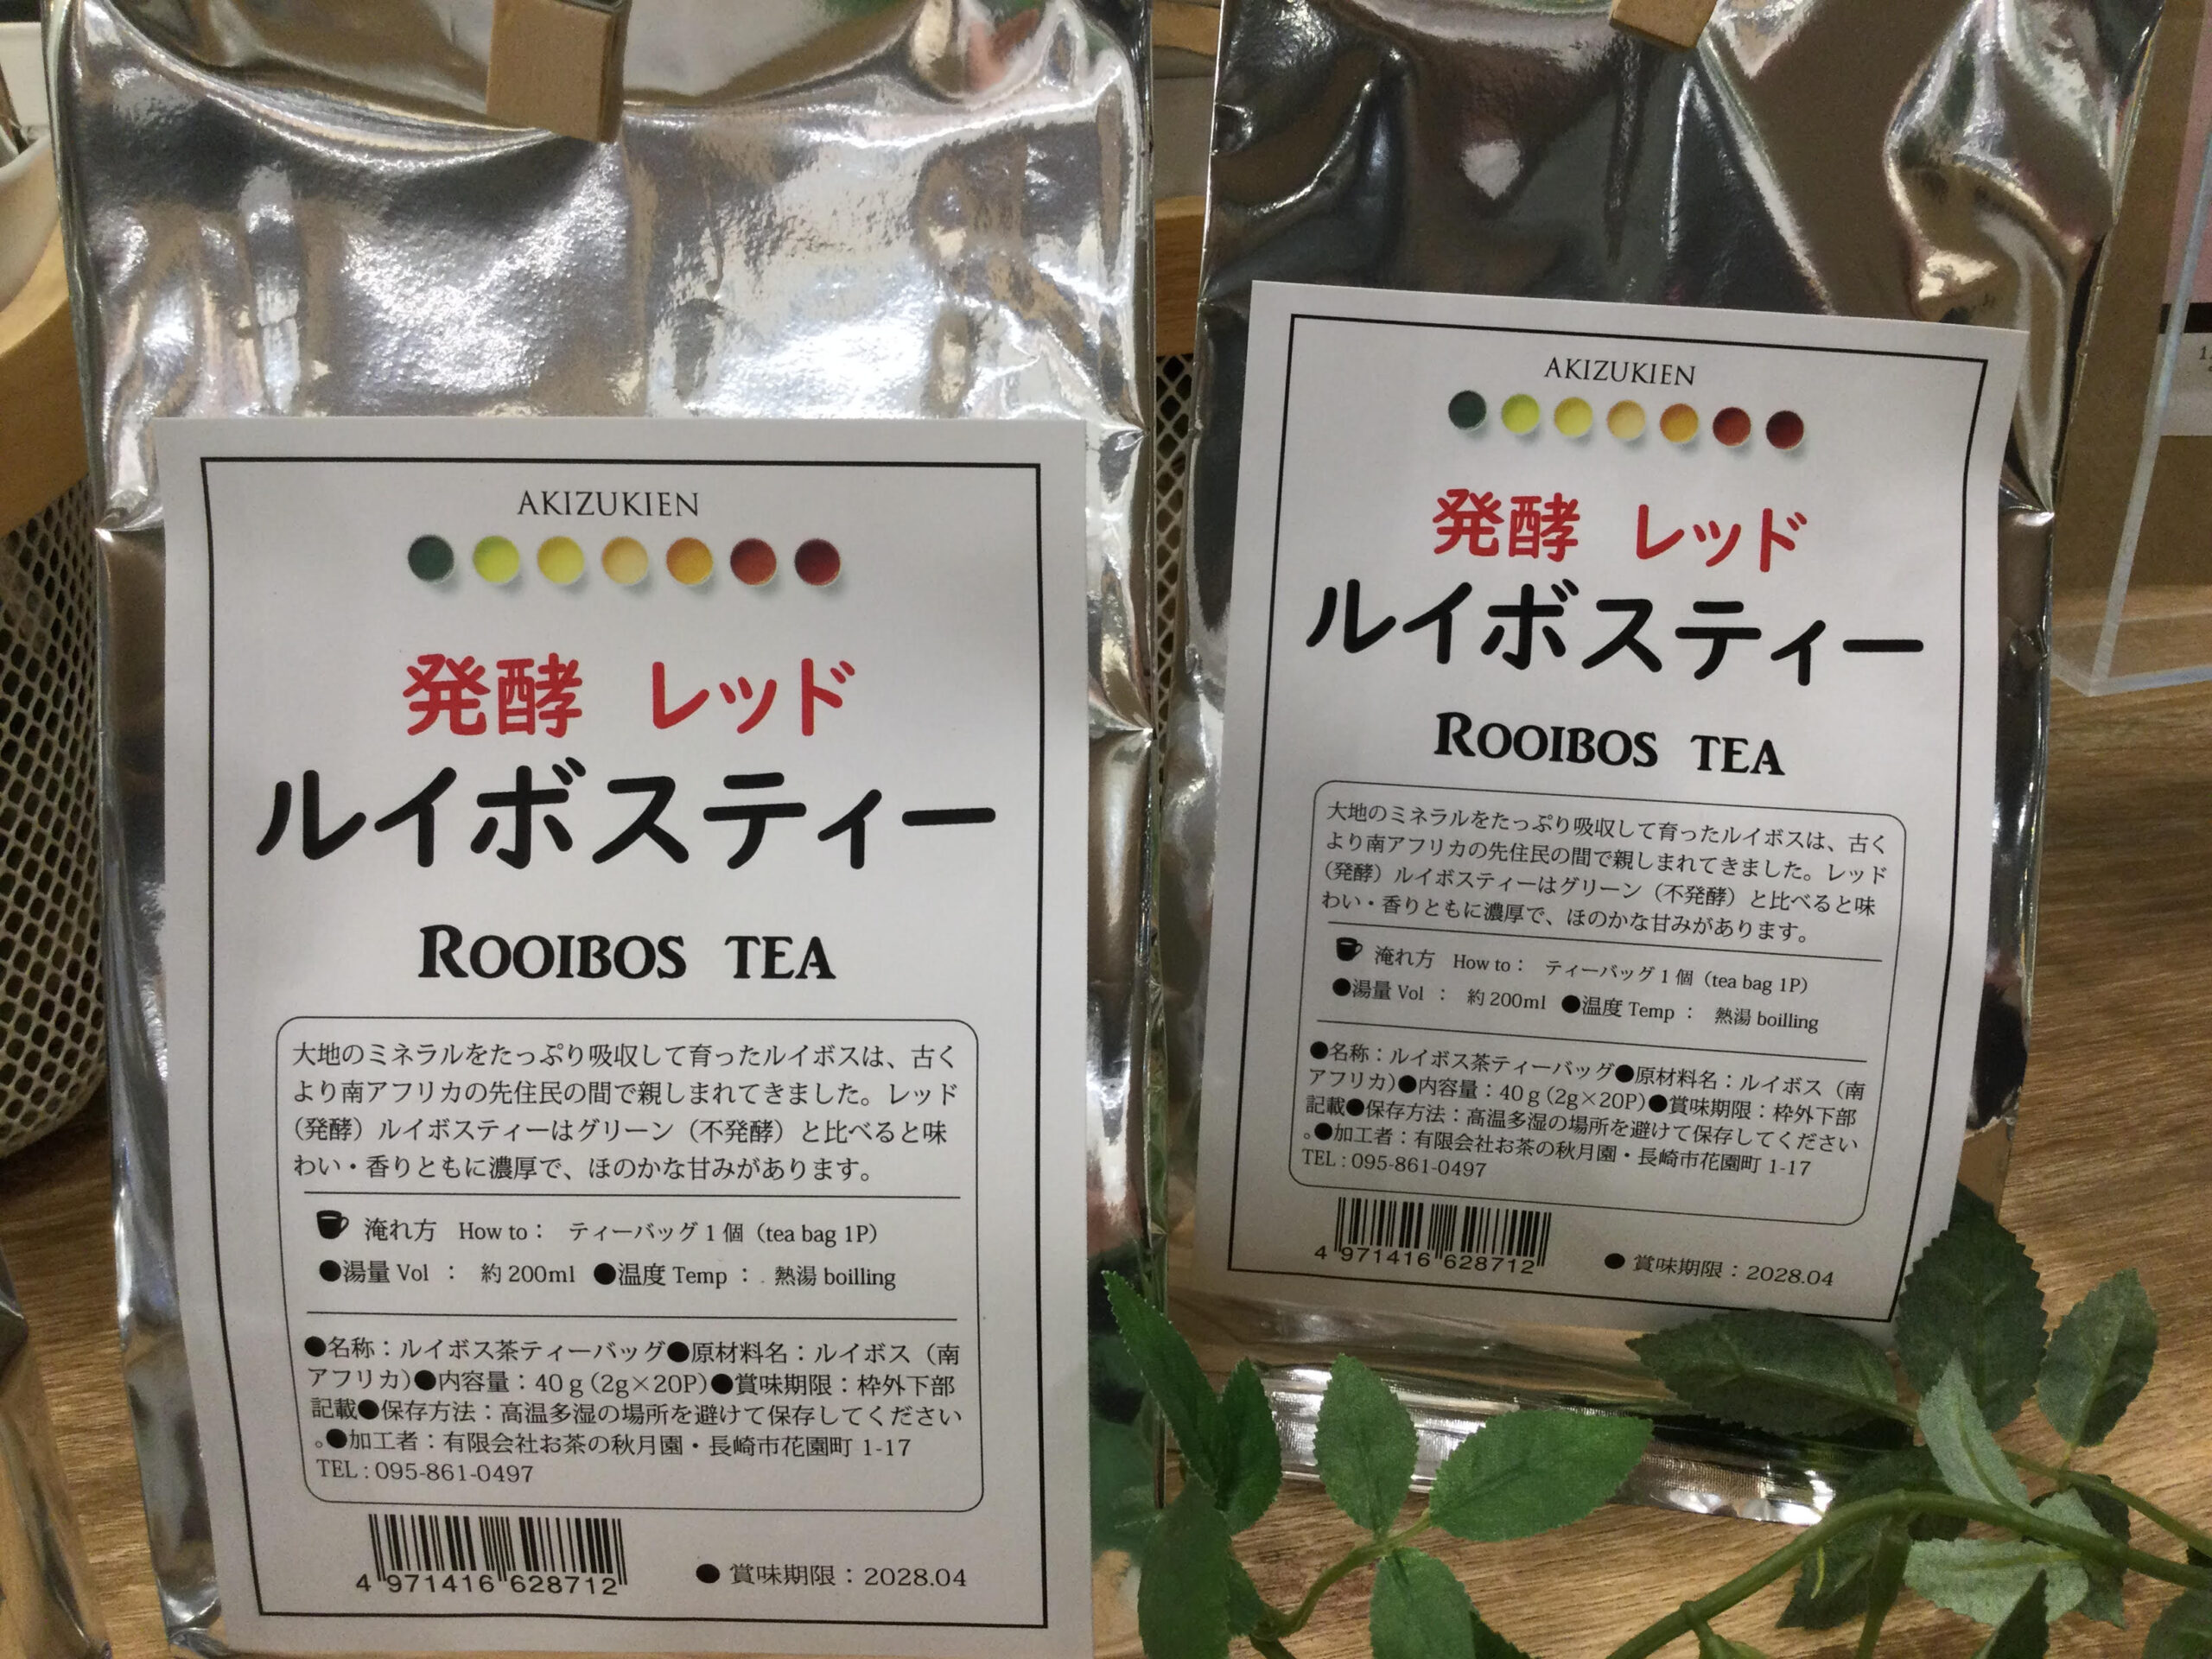 AKIZUKIEN
発酵 レッド
ルイボスティー
ROOIBOS TEA
大地のミネラルをたっぷり吸収して育ったルイボスは、古く
より南アフリカの先住民の間で親しまれてきました。レッド
(発酵）ルイボスティーはグリーン（不発酵）と比べると味
わい・香りともに濃厚で、ほのかな甘みがあります。
淹れ方 How to： ティーバッグ1個（tea bag 1P）
●湯量 Vol ： 約200ml ●温度 Temp ： 熱湯 boilling
●名称：ルイボス茶ティーバッグ●原材料名：ルイボス（南
アフリカ)●内容量：40ｇ(2g×20P)●賞味期限：枠外下部
記載●保存方法：高温多湿の場所を避けて保存してください
。●加工者：有限会社お茶の秋月園・長崎市花園町 1-17
TEL : 095-861-0497
4 971416 628712
● 賞味期限：2028.04
AKIZUKIEN
発酵 レッド
ルイボスティー
ROOIBOS TEA
大地のミネラルをたっぷり吸収して育ったルイボスは、古く
より南アフリカの先住民の間で親しまれてきました。レッド
(発酵）ルイボスティーはグリーン（不発酵）と比べると味
わい・香りともに濃厚で、ほのかな甘みがあります。
淹れ方 How to： ティーバッグ1個（tea bag 1P）
●湯量 Vol ： 約200ml ●温度 Temp ： 熱湯 boilling
●名称：ルイボス茶ティーバッグ●原材料名：ルイボス（南
アフリカ)●内容量：40ｇ(2g×20P)●賞味期限：枠外下部
記載●保存方法：高温多湿の場所を避けて保存してください
。●加工者：有限会社お茶の秋月園・長崎市花園町 1-17
TEL : 095-861-0497
4 971416 628712
● 賞味期限：2028.04